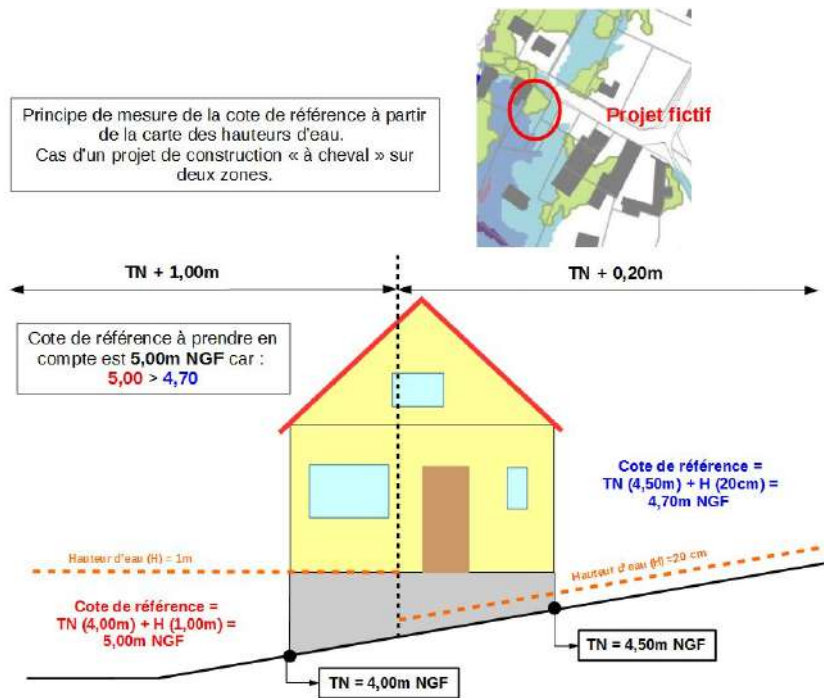 Principe de mesure de la cote de référence à partir
de la carte des hauteurs d'eau.
Cas d'un projet de construction « à cheval » sur
deux zones.
Projet fictif
TN + 1,00m
TN + 0,20m
Cote de référence à prendre en
compte est 5,00m NGF car :
5,00 > 4,70
Cote de référence =
TN (4,50m) + H (20cm) =
4,70m NGF
Hauteur d'eau (H) = 1m
Hauteur d'eau (H) =20 cm
Cote de référence =
TN (4,00m) + H (1,00m) =
5,00m NGF
TN = 4,50m NGF
TN = 4,00m NGF